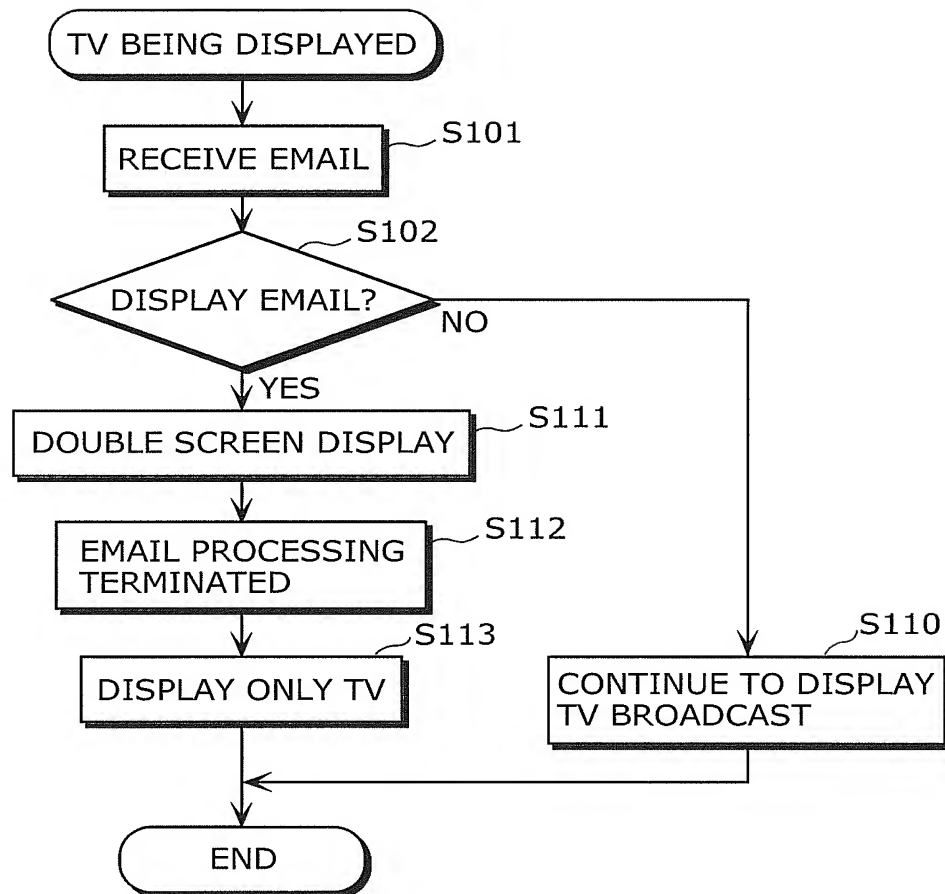 TV BEING DISPLAYED
S101
RECEIVE EMAIL
S102
DISPLAY EMAIL?
NO
YES
S111
DOUBLE SCREEN DISPLAY
S112
EMAIL PROCESSING
TERMINATED
S113
DISPLAY ONLY TV
S110
CONTINUE TO DISPLAY
TV BROADCAST
END